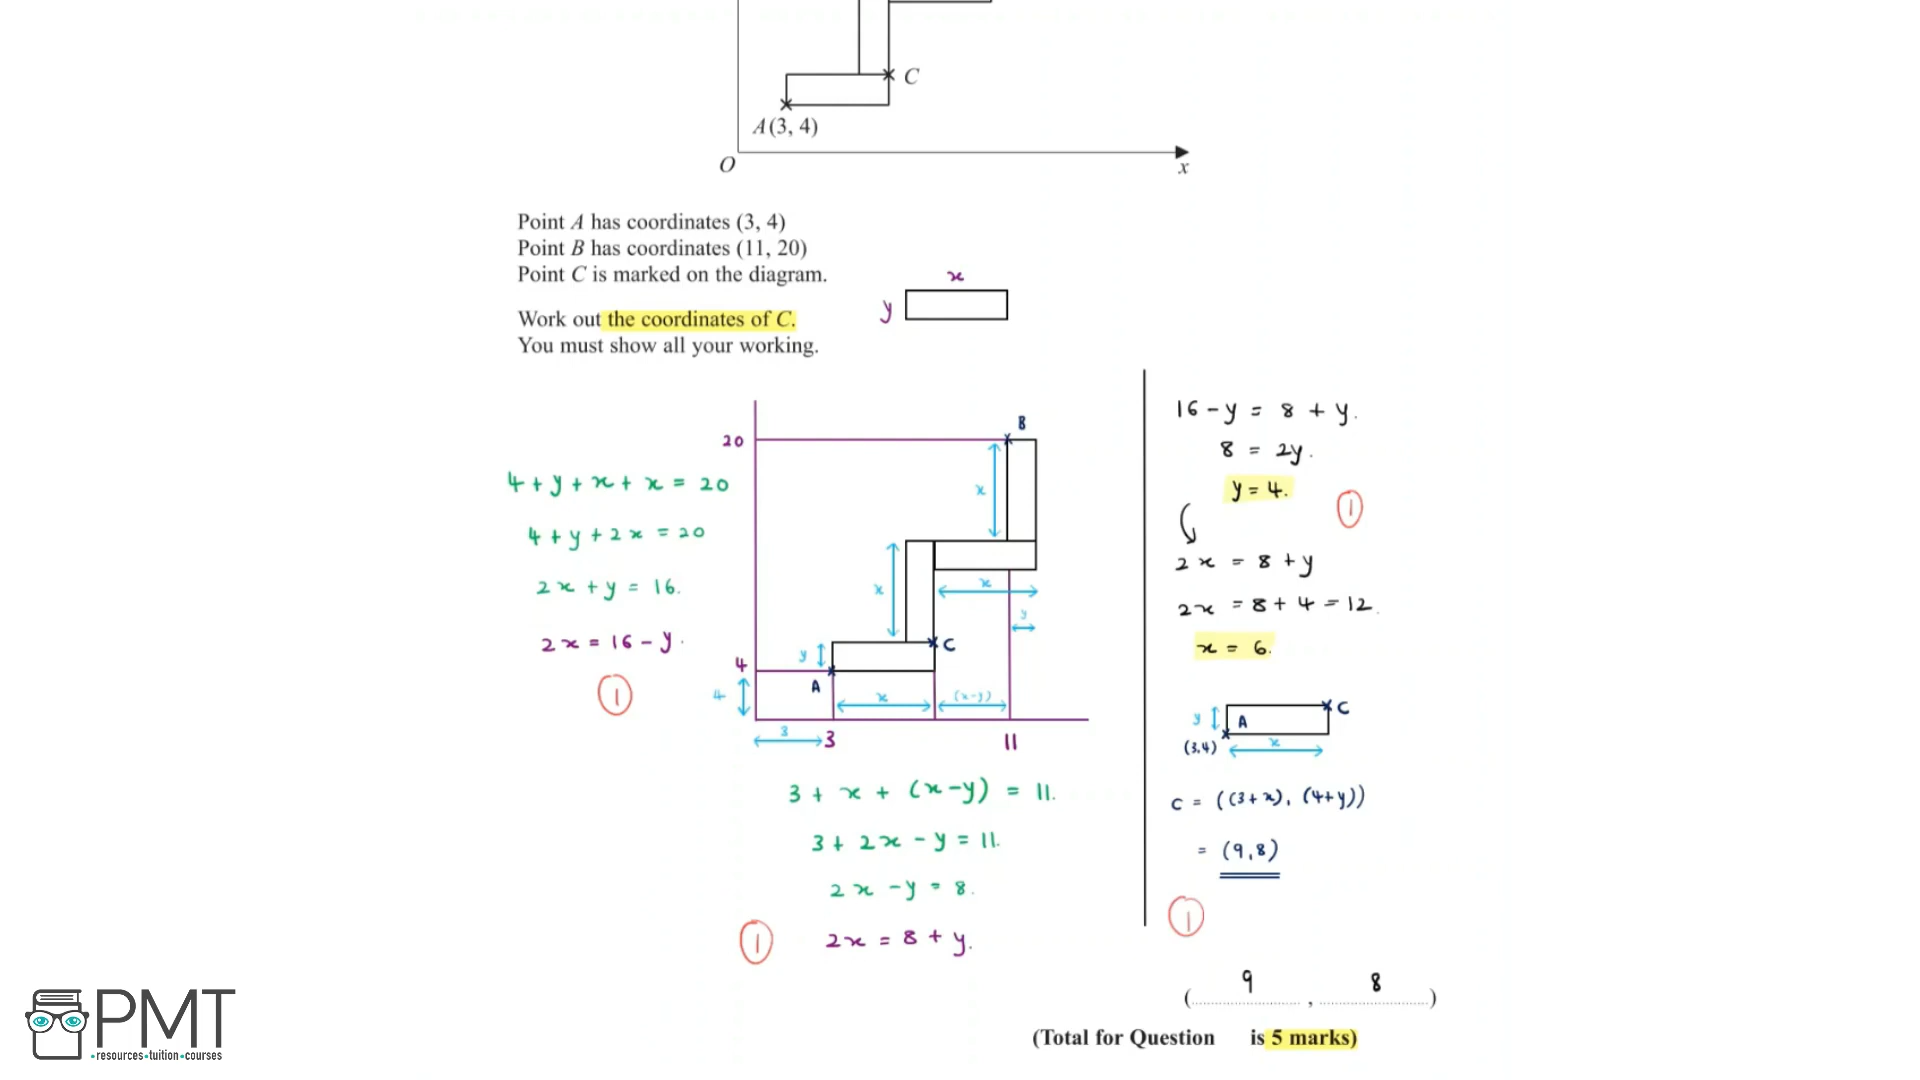 C
A(3, 4)
O
x
Point A has coordinates (3, 4)
Point B has coordinates (11, 20)
Point C is marked on the diagram.
x
y
Work out the coordinates of C.
You must show all your working.
B
20
4 + y + x + x = 20
x
4 + y + 2x = 20
2x + y = 16.
x
x
y
2x = 16 - y.
y
C
4
A
4
x
(x-y)
1
3
3
11
3 + x + (x-y) = 11.
3 + 2x - y = 11.
2x - y = 8.
1
2x = 8 + y.
16 - y = 8 + y.
8 = 2y.
y = 4.
1
2x = 8 + y
2x = 8 + 4 = 12.
x = 6.
C
y
A
(3,4)
x
C = ((3+x), (4+y))
= (9,8)
1
9
8
( , )
(Total for Question is 5 marks)
PMT
•resources•tuition•courses